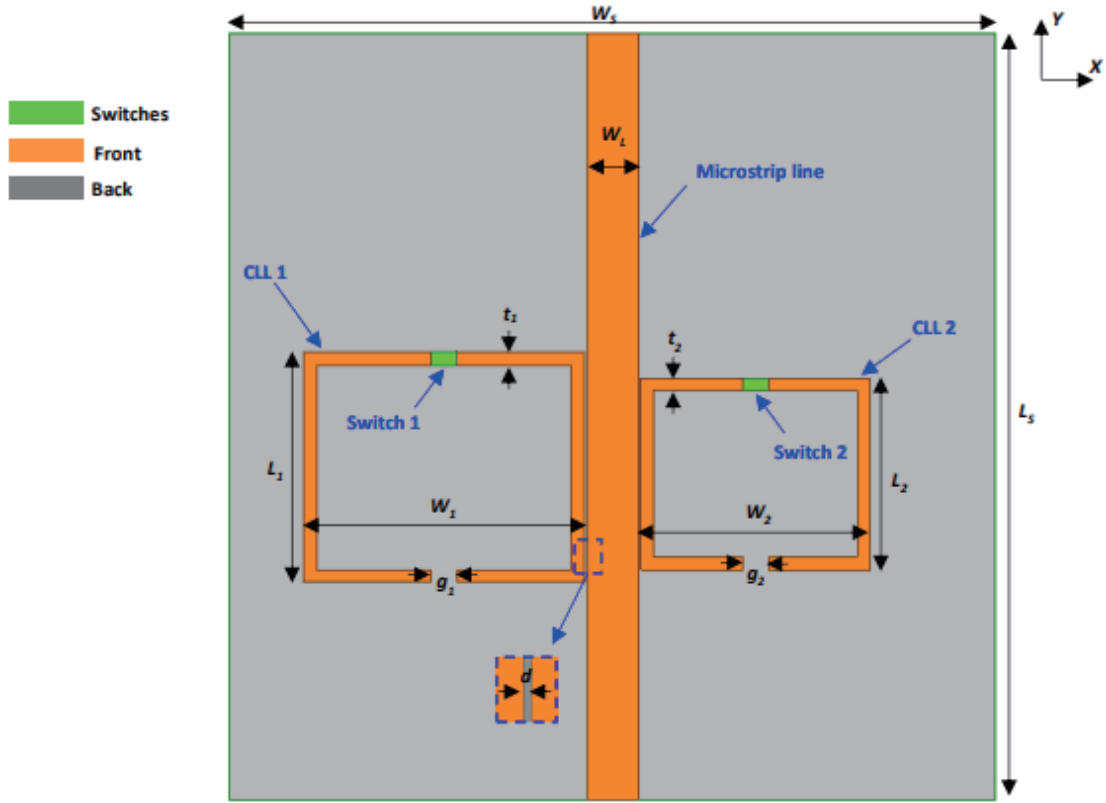 W_S
Y
X
Switches
Front
Back
W_L
Microstrip line
CLL 1
t_1
CLL 2
t_2
Switch 1
Switch 2
L_S
L_1
W_1
W_2
L_2
g_1
g_2
d